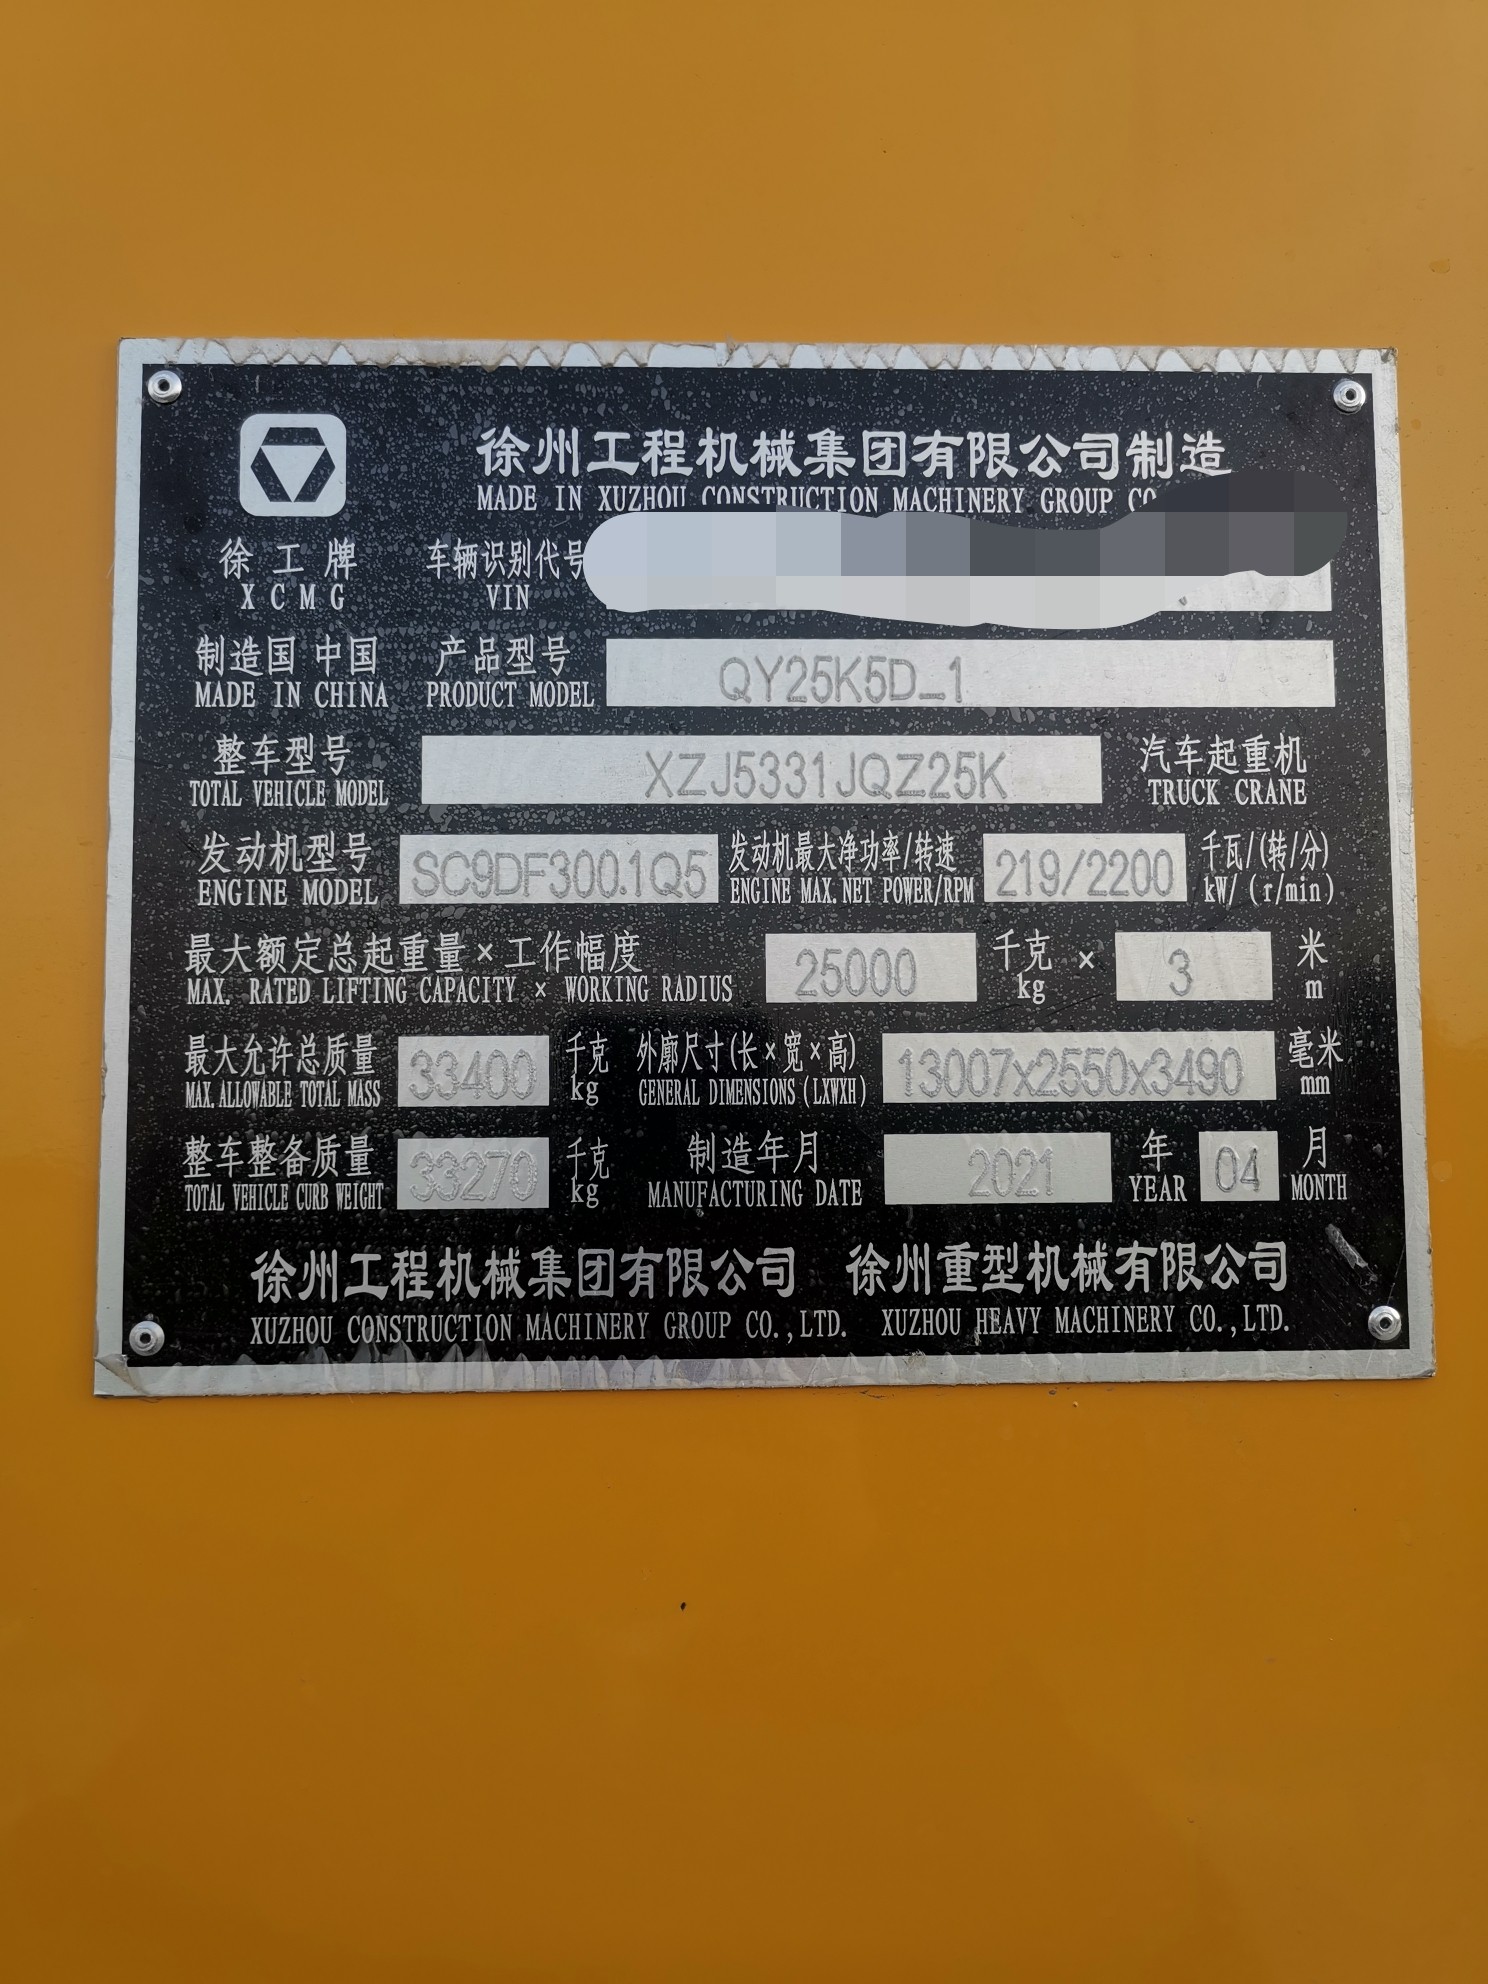 徐州工程机械集团有限公司制造
MADE IN XUZHOU CONSTRUCTION MACHINERY GROUP CO
徐工牌 车辆识别代号
XCMG VIN
制造国 中国 产品型号 QY25K5D_1
MADE IN CHINA PRODUCT MODEL
整车型号 XZJ5331JQZ25K 汽车起重机
TOTAL VEHICLE MODEL TRUCK CRANE
发动机型号 SC9DF300.1Q5 发动机最大净功率/转速 219/2200 千瓦/(转/分)
ENGINE MODEL ENGINE MAX. NET POWER/RPM kW/ (r/min)
最大额定总起重量×工作幅度 25000 千克 × 3 米
MAX. RATED LIFTING CAPACITY × WORKING RADIUS kg m
最大允许总质量 33400 千克 外廓尺寸(长×宽×高) 13007x2550x3490 毫米
MAX. ALLOWABLE TOTAL MASS kg GENERAL DIMENSIONS (LXWXH) mm
整车整备质量 33270 千克 制造年月 2021 年 04 月
TOTAL VEHICLE CURB WEIGHT kg MANUFACTURING DATE YEAR MONTH
徐州工程机械集团有限公司 徐州重型机械有限公司
XUZHOU CONSTRUCTION MACHINERY GROUP CO.,LTD. XUZHOU HEAVY MACHINERY CO.,LTD.